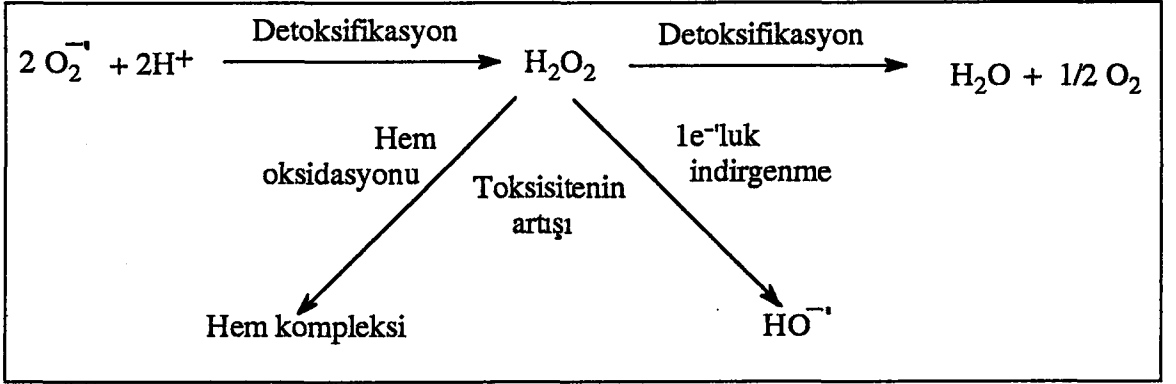 Detoksifikasyon
Detoksifikasyon
2 O₂⁻· + 2H⁺
H₂O₂
H₂O + 1/2 O₂
Hem
oksidasyonu
1e⁻'luk
indirgenme
Toksisitenin
artışı
Hem kompleksi
HO⁻·